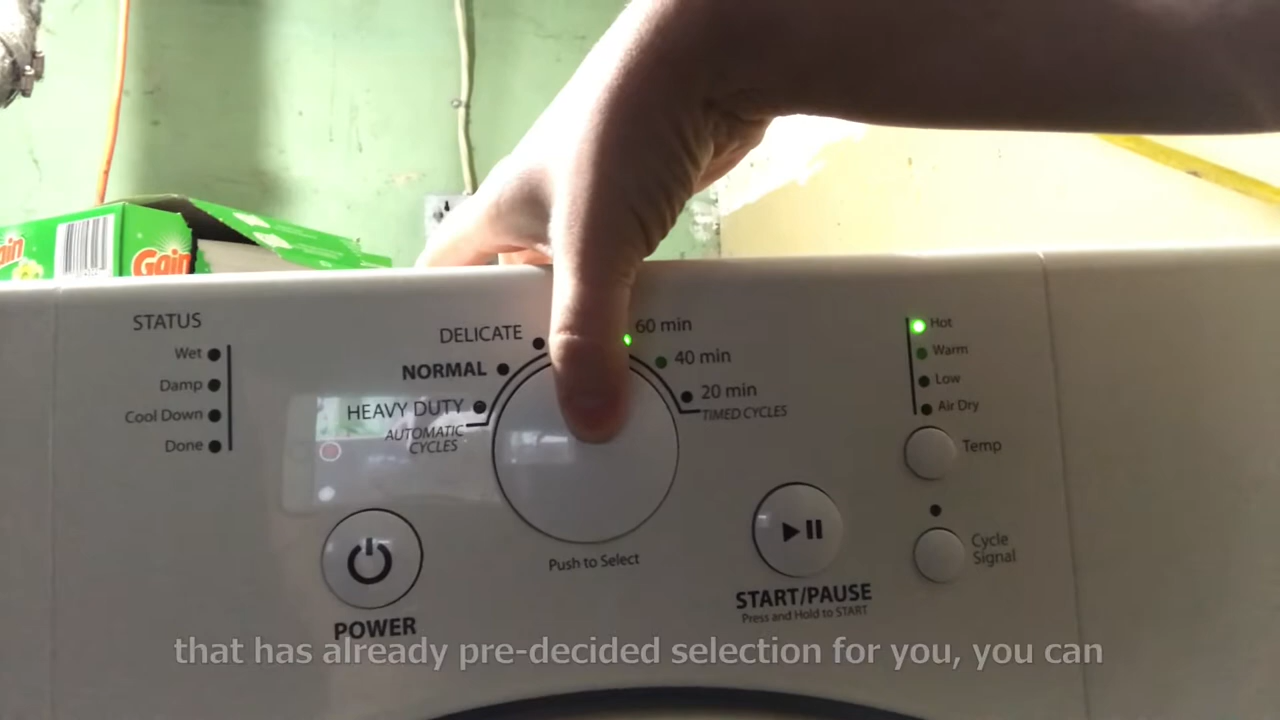 Gain
STATUS
Wet
Damp
Cool Down
Done
DELICATE
NORMAL
HEAVY DUTY
AUTOMATIC
CYCLES
60 min
40 min
20 min
TIMED CYCLES
Push to Select
POWER
START/PAUSE
Press and Hold to START
Hot
Warm
Low
Air Dry
Temp
Cycle
Signal
that has already pre-decided selection for you, you can